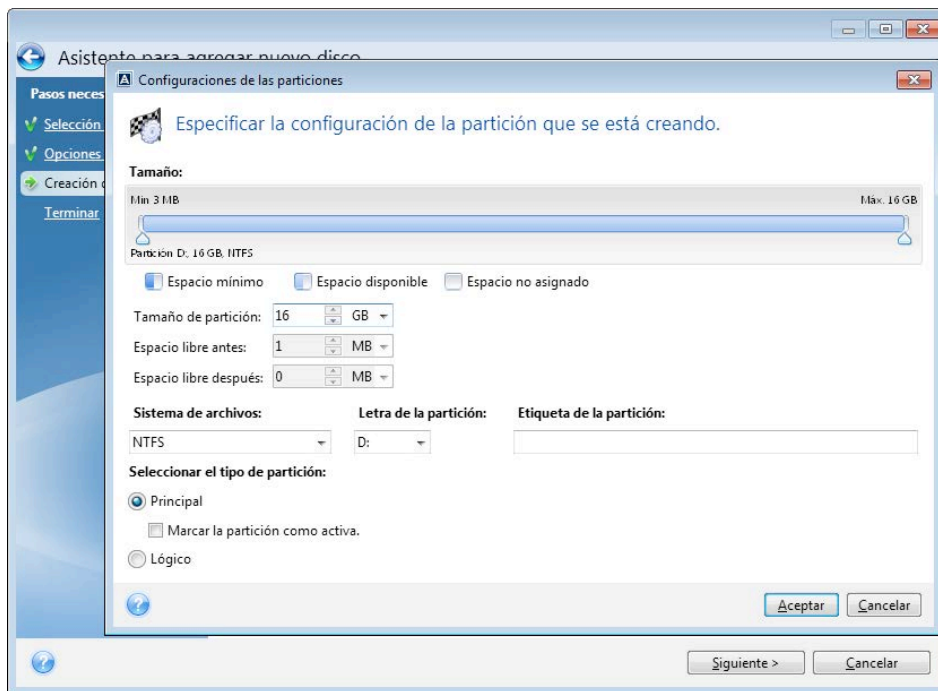 Asistente para agregar nuevo disco
Pasos neces
Selección
Opciones
Creación
Terminar
Configuraciones de las particiones
Especificar la configuración de la partición que se está creando.
Tamaño:
Min 3 MB Máx. 16 GB
Partición D:, 16 GB, NTFS
Espacio mínimo Espacio disponible Espacio no asignado
Tamaño de partición: 16 GB
Espacio libre antes: 1 MB
Espacio libre después: 0 MB
Sistema de archivos: Letra de la partición: Etiqueta de la partición:
NTFS D:
Seleccionar el tipo de partición:
Principal
Marcar la partición como activa.
Lógico
Aceptar Cancelar
Siguiente > Cancelar